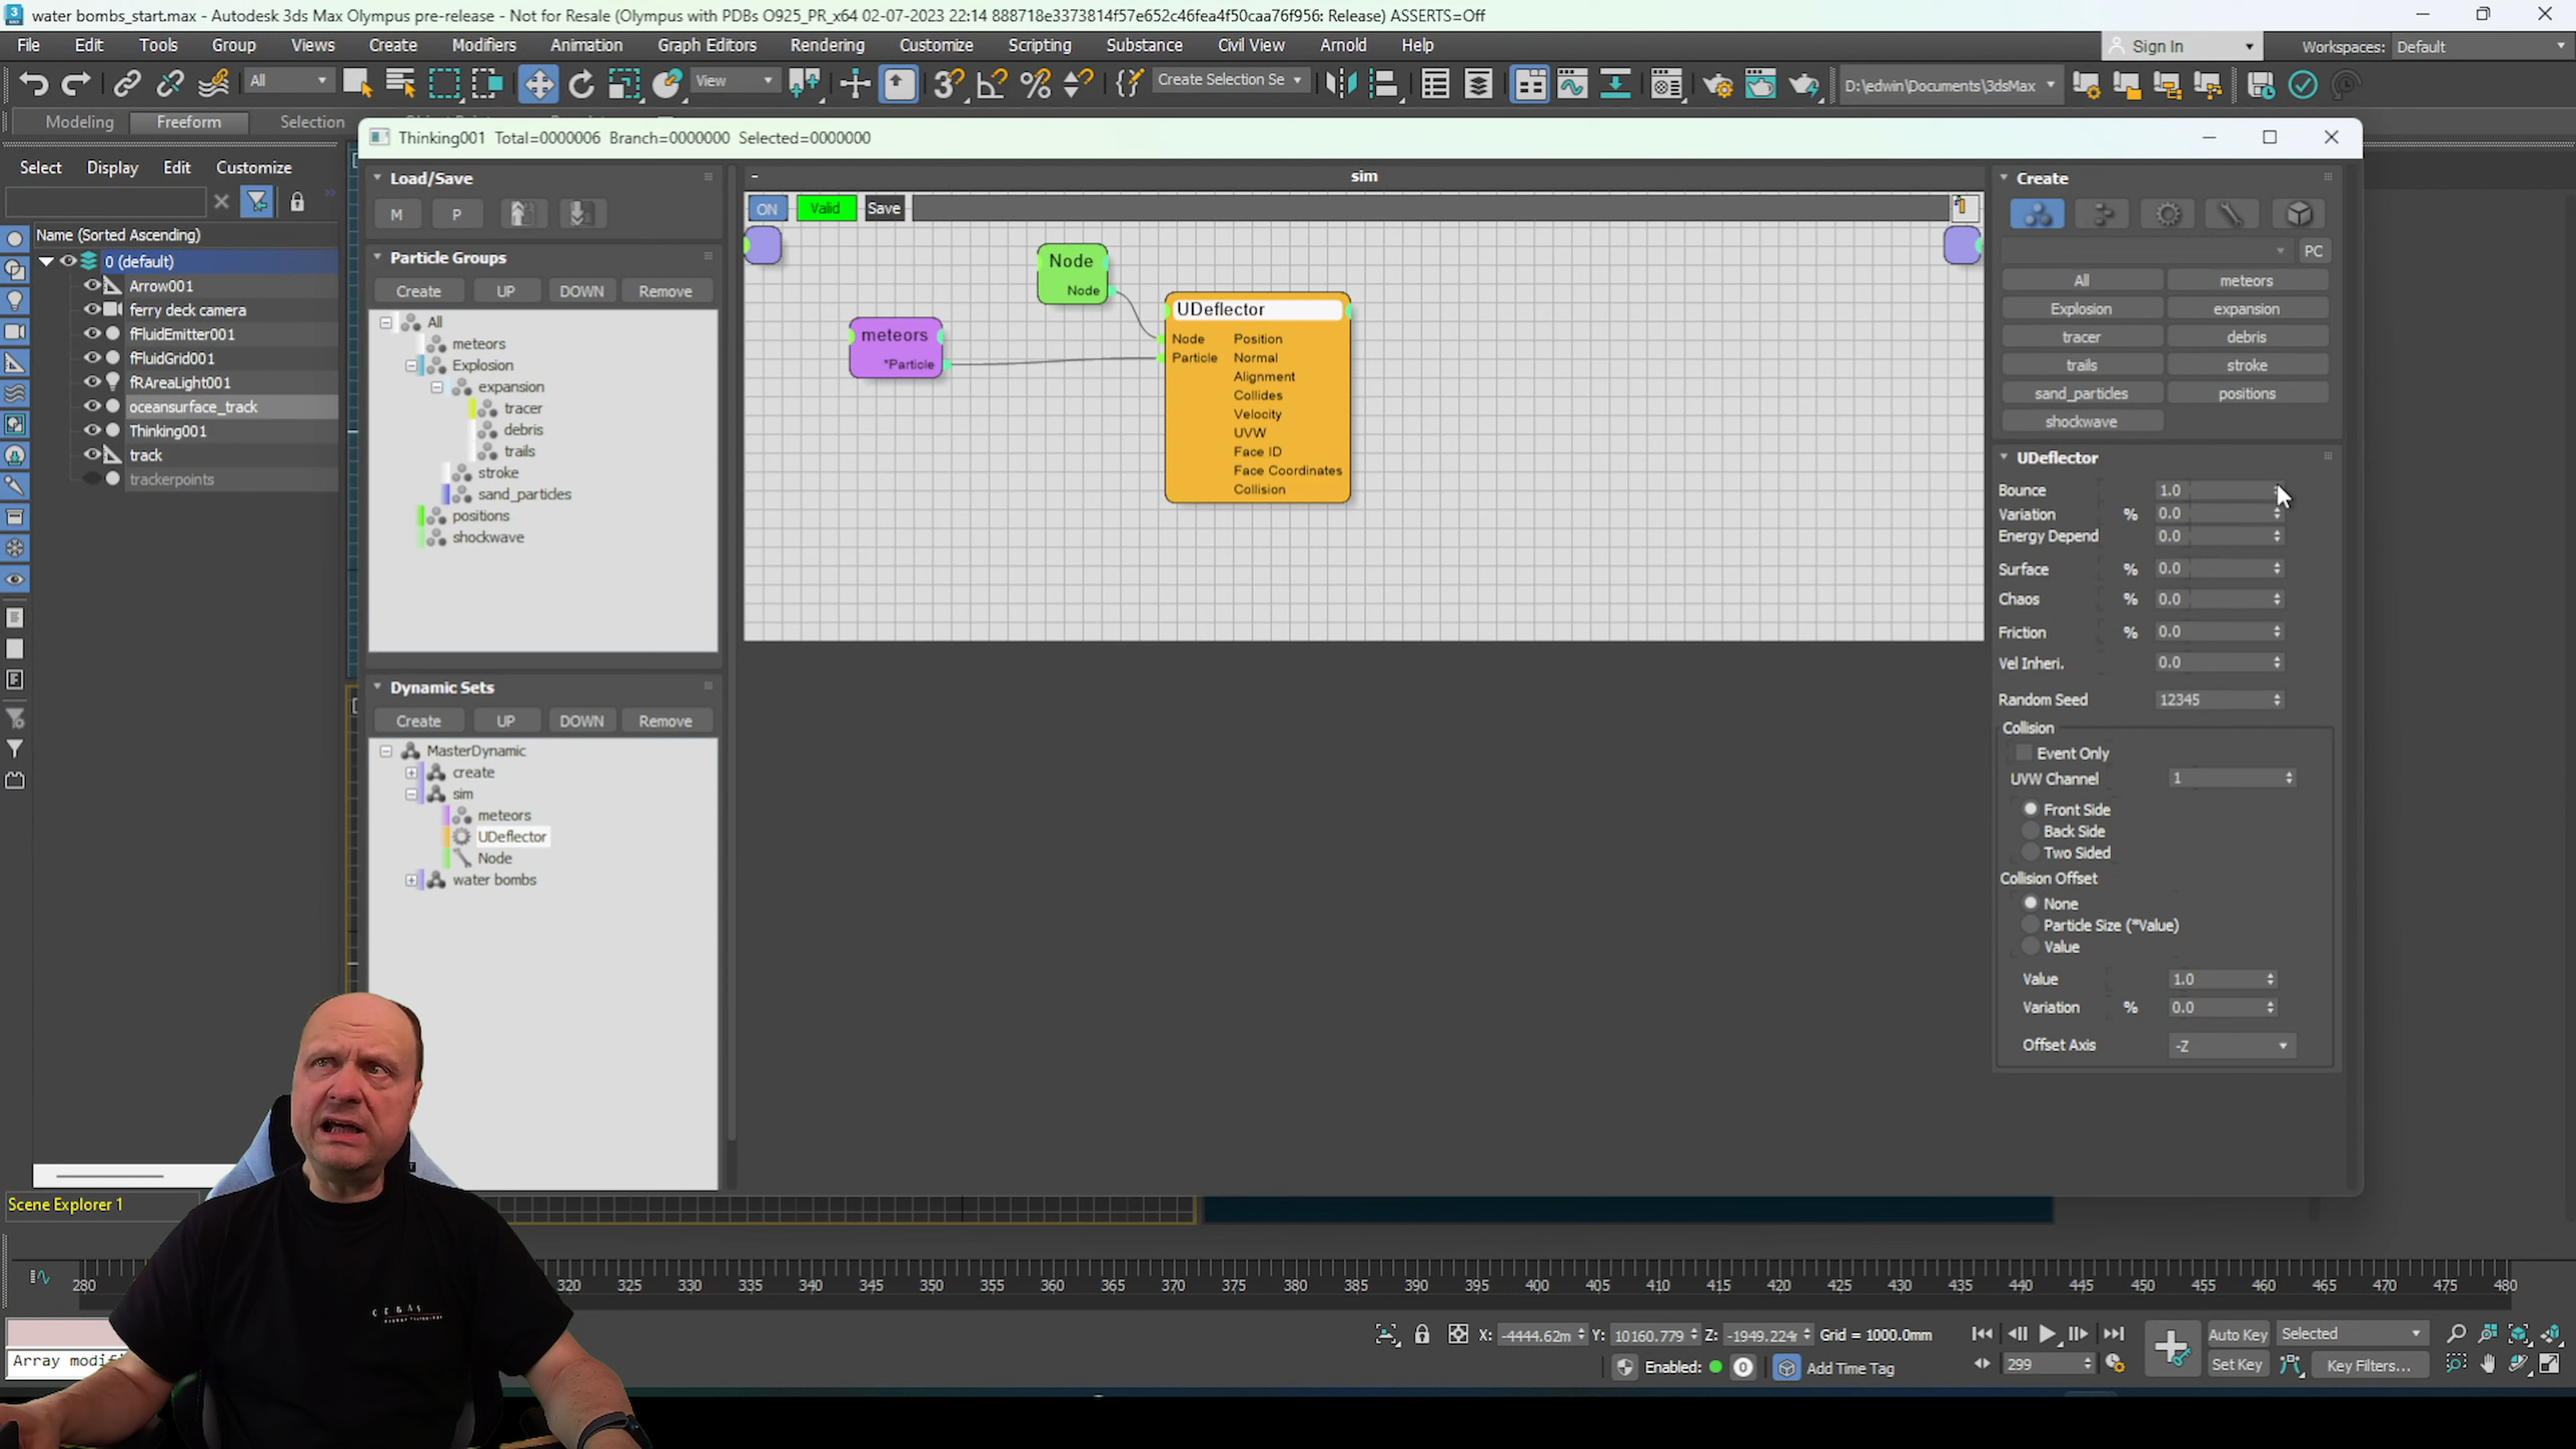 water bombs_start.max - Autodesk 3ds Max Olympus pre-release - Not for Resale (Olympus with PDBs O925_PR_x64 02-07-2023 22:14 888718e3373814f57e652c46fea4f50caa76f956: Release) ASSERTS=Off
File Edit Tools Group Views Create Modifiers Animation Graph Editors Rendering Customize Scripting Substance Civil View Arnold Help
Sign In
Workspaces: Default
All View Create Selection Se D:\edwin\Documents\3dsMax
Modeling Freeform Selection
Thinking001 Total=0000006 Branch=0000000 Selected=0000000
Select Display Edit Customize
Name (Sorted Ascending)
0 (default)
Arrow001
ferry deck camera
fFluidEmitter001
fFluidGrid001
fRAreaLight001
oceansurface_track
Thinking001
track
trackerpoints
Scene Explorer 1
Load/Save
M P
Particle Groups
Create UP DOWN Remove
All
meteors
Explosion
expansion
tracer
debris
trails
stroke
sand_particles
positions
shockwave
Dynamic Sets
Create UP DOWN Remove
MasterDynamic
create
sim
meteors
UDeflector
Node
water bombs
- sim
ON Valid Save
Node
Node
meteors
*Particle
UDeflector
Node Position
Particle Normal
Alignment
Collides
Velocity
UVW
Face ID
Face Coordinates
Collision
Create
PC
All meteors
Explosion expansion
tracer debris
trails stroke
sand_particles positions
shockwave
UDeflector
Bounce 1.0
Variation % 0.0
Energy Depend 0.0
Surface % 0.0
Chaos % 0.0
Friction % 0.0
Vel Inheri. 0.0
Random Seed 12345
Collision
Event Only
UVW Channel 1
Front Side
Back Side
Two Sided
Collision Offset
None
Particle Size (*Value)
Value
Value 1.0
Variation % 0.0
Offset Axis -Z
280 320 325 330 335 340 345 350 355 360 365 370 375 380 385 390 395 400 405 410 415 420 425 430 435 440 445 450 455 460 465 470 475 480
X: -4444.62m Y: 10160.779 Z: -1949.224r Grid = 1000.0mm
Auto Key Selected
Enabled: 0 Add Time Tag
299
Set Key Key Filters...
Array modif
CEBAS